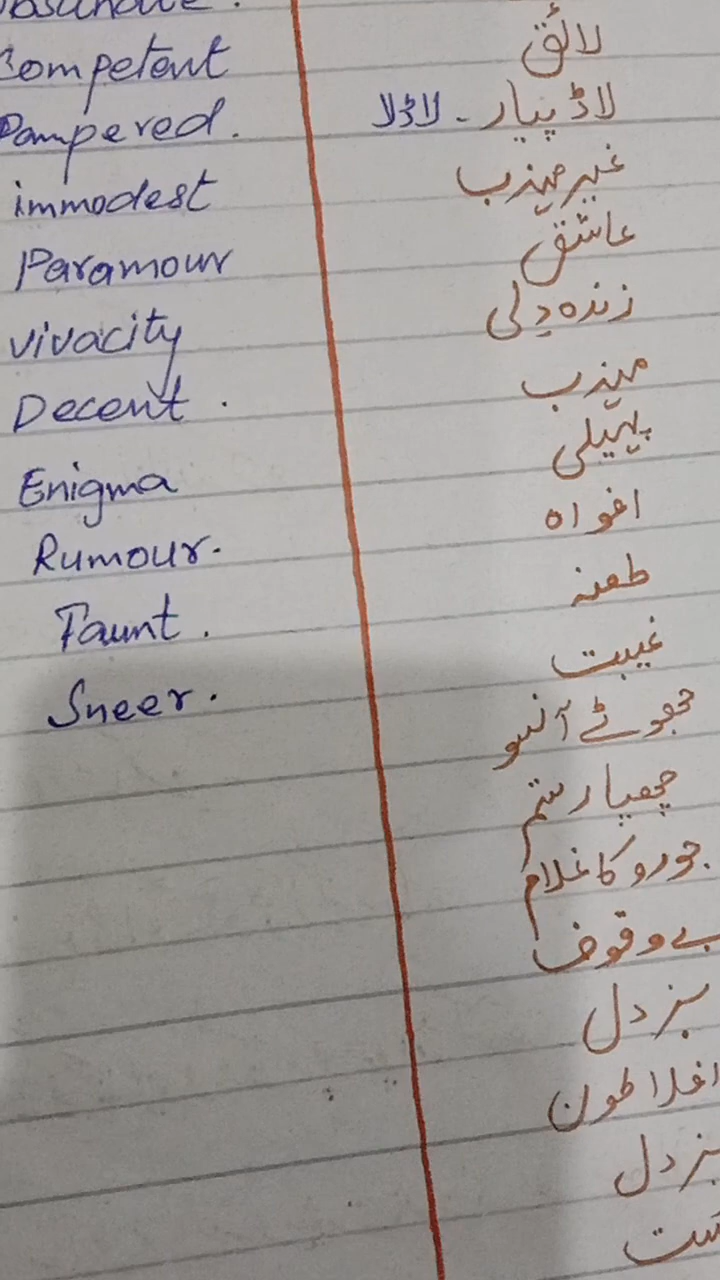 Competent لائق
Pampered. لاڈ پیار - لاڈلا
immodest غیر مہذب
Paramour عاشق
vivacity زندہ دلی
Decent. مہذب
Enigma پہیلی
Rumour. افواہ
Taunt. طعنہ
Sneer. غیبت
جھوٹے آنسو
چھپا رستم
جورو کا غلام
بے وقوف
بزدل
افلاطون
بزدل